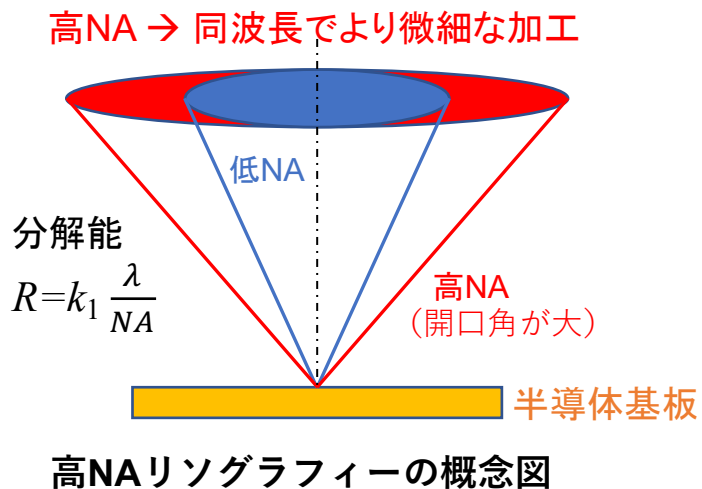 高NA → 同波長でより微細な加工
低NA
分解能
R=k₁ λ/NA
高NA
(開口角が大)
半導体基板
高NAリソグラフィーの概念図